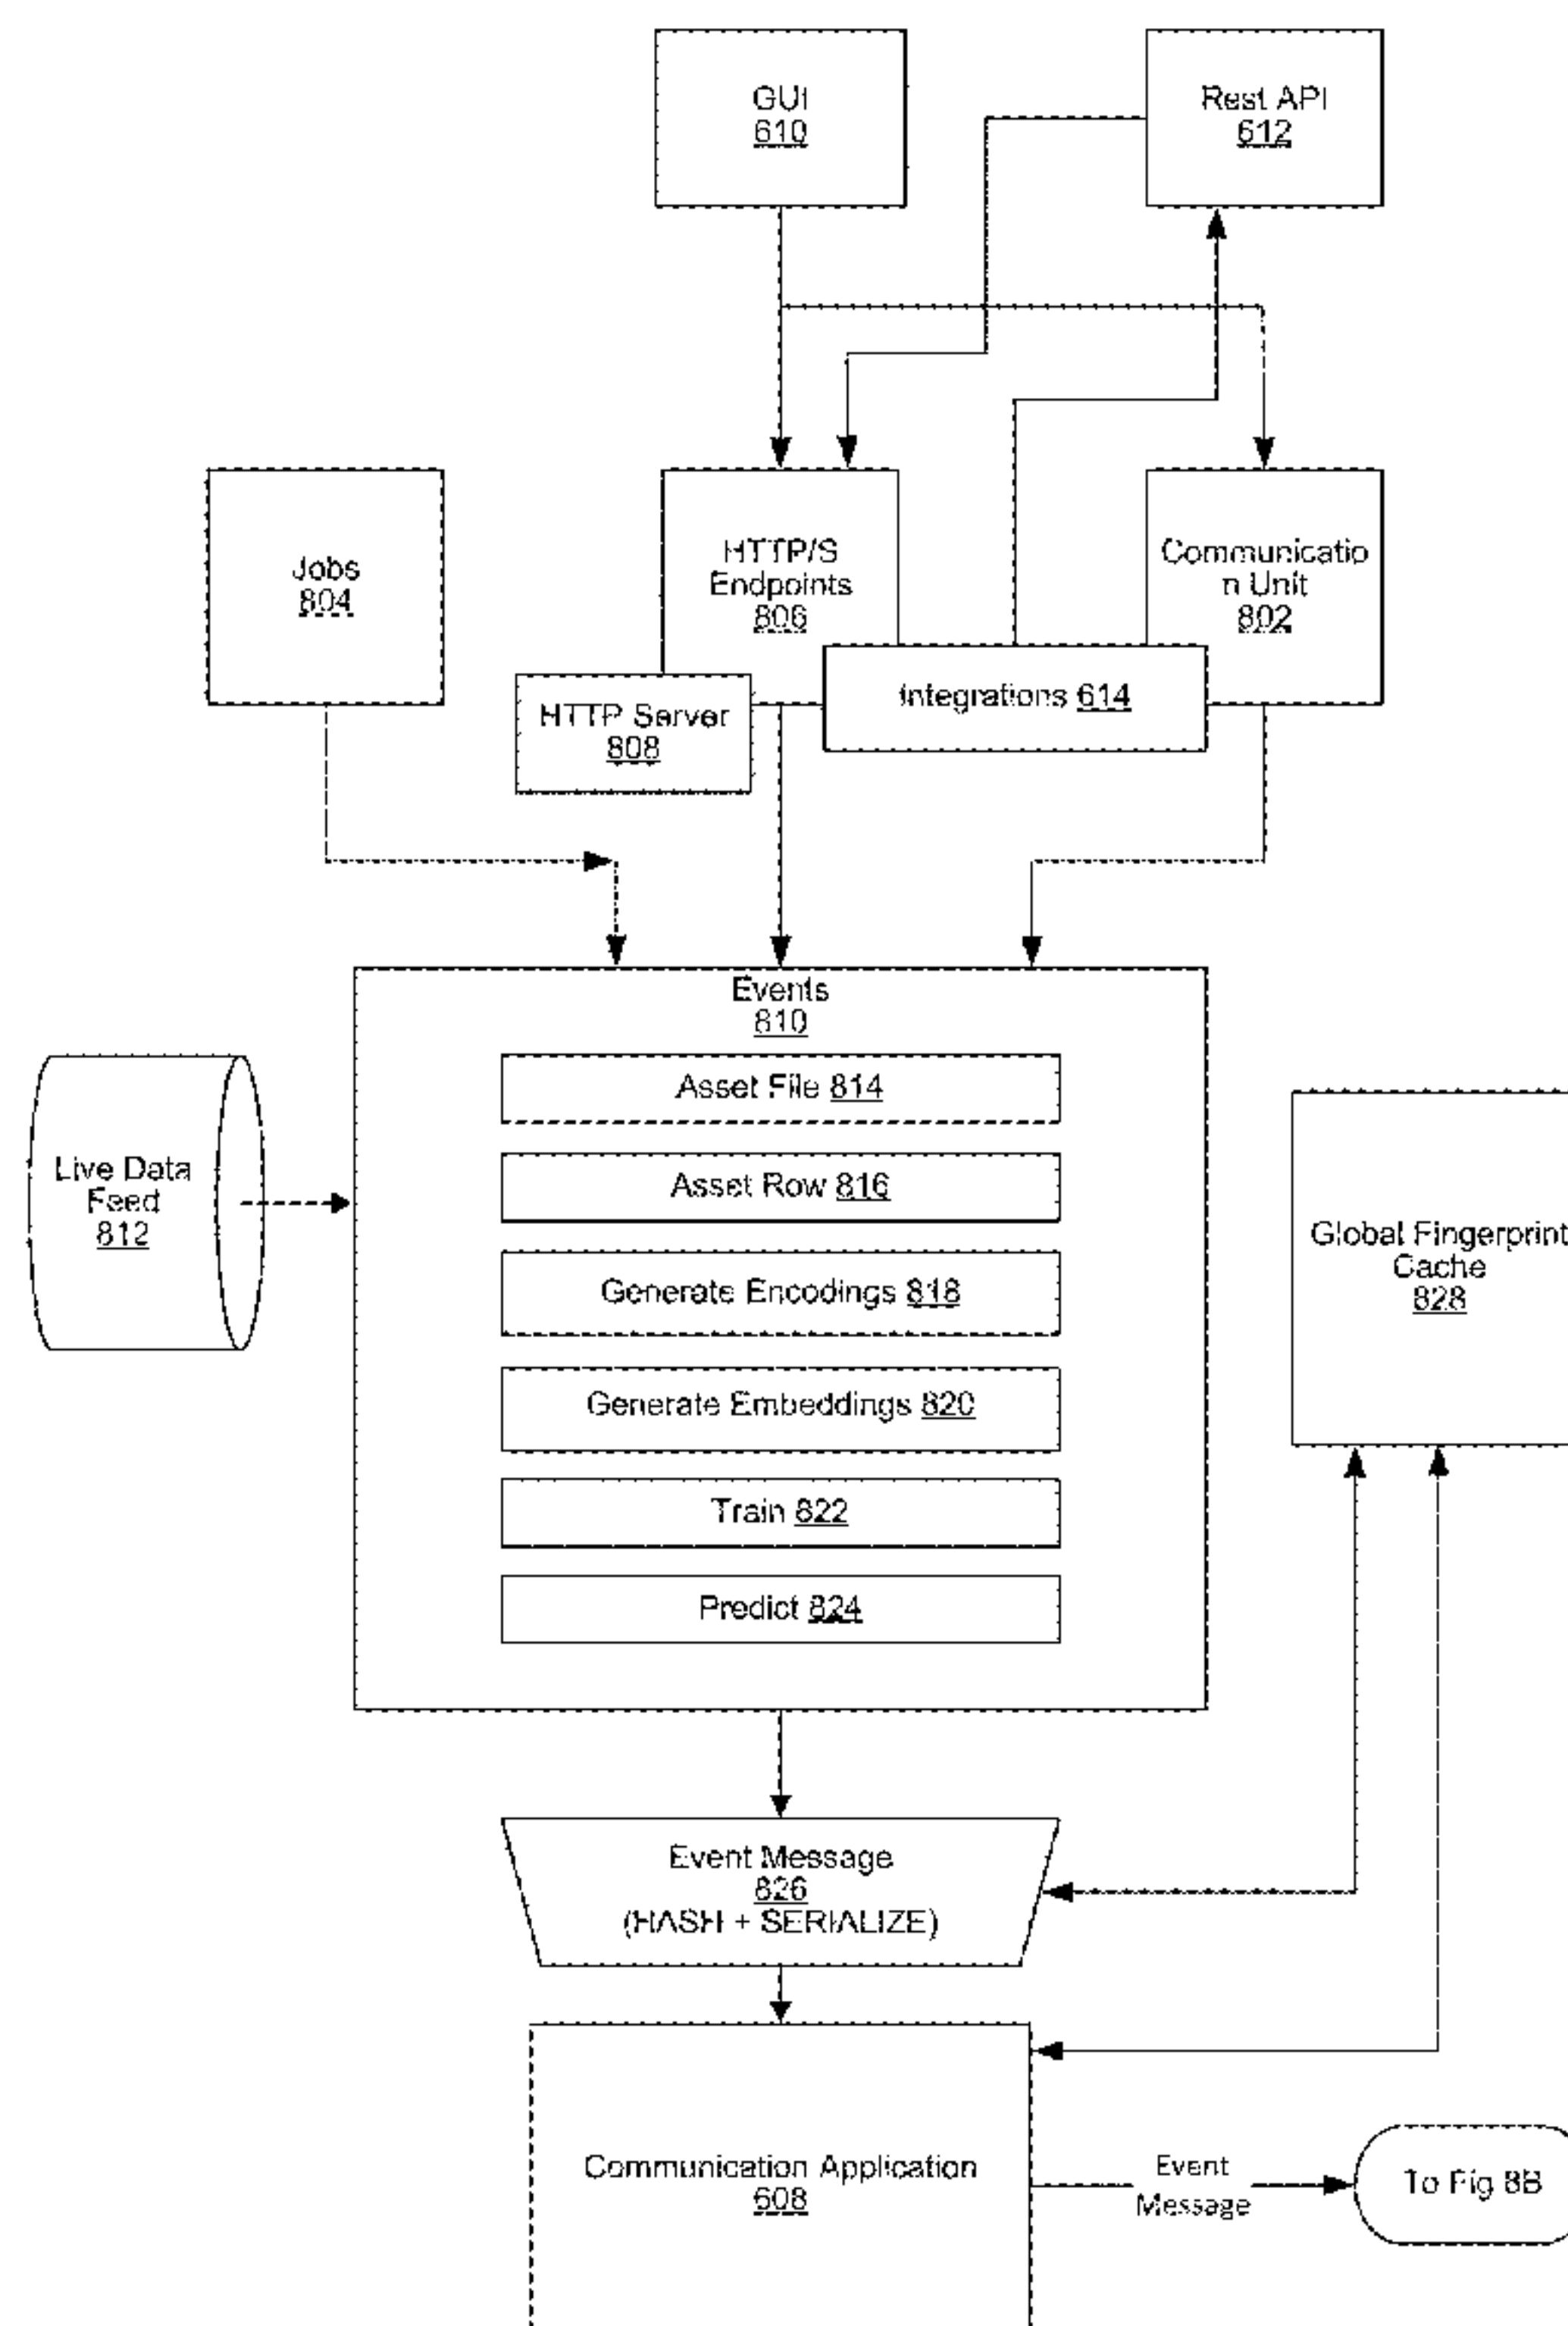 GUI
610
Rest API
612
Jobs
804
HTTP/S
Endpoints
806
Communicatio
n Unit
802
HTTP Server
808
Integrations 614
Events
810
Asset File 814
Asset Row 816
Generate Encodings 818
Generate Embeddings 820
Train 822
Predict 824
Live Data
Feed
812
Global Fingerprint
Cache
828
Event Message
826
(HASH + SERIALIZE)
Communication Application
608
Event
Message
To Fig 8B